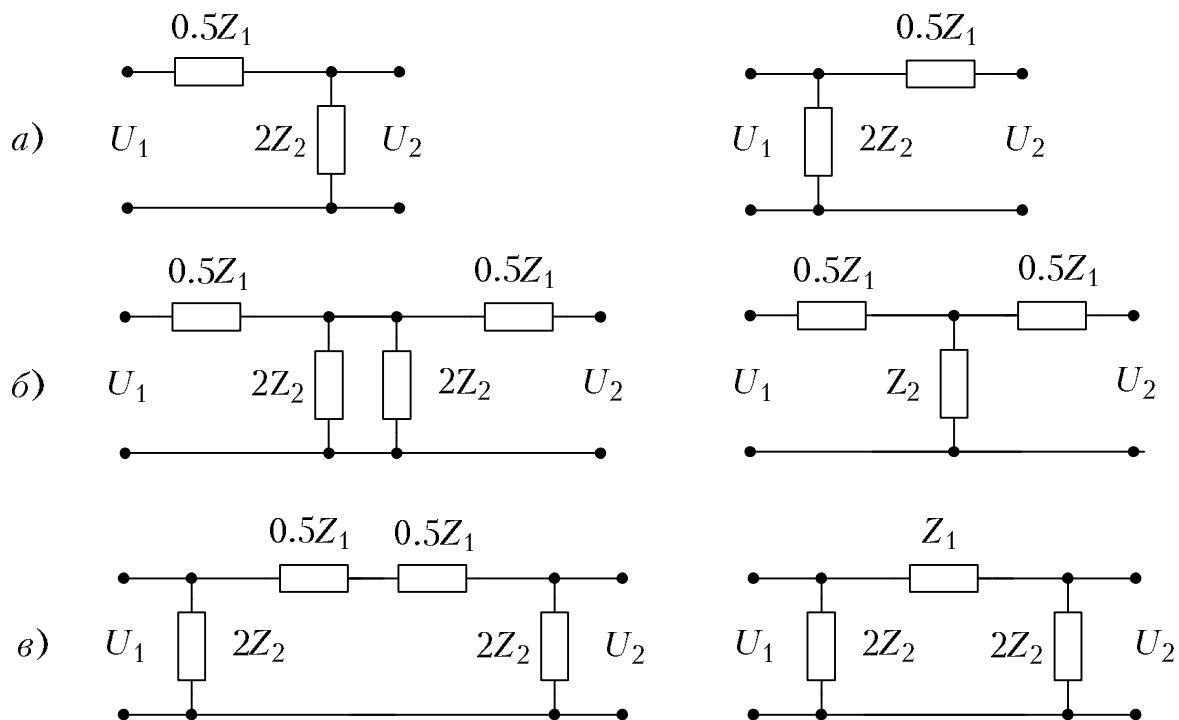 0.5Z₁ 0.5Z₁
а) U₁ 2Z₂ U₂ U₁ 2Z₂ U₂
0.5Z₁ 0.5Z₁ 0.5Z₁ 0.5Z₁
б) U₁ 2Z₂ 2Z₂ U₂ U₁ Z₂ U₂
0.5Z₁ 0.5Z₁ Z₁
в) U₁ 2Z₂ 2Z₂ U₂ U₁ 2Z₂ 2Z₂ U₂